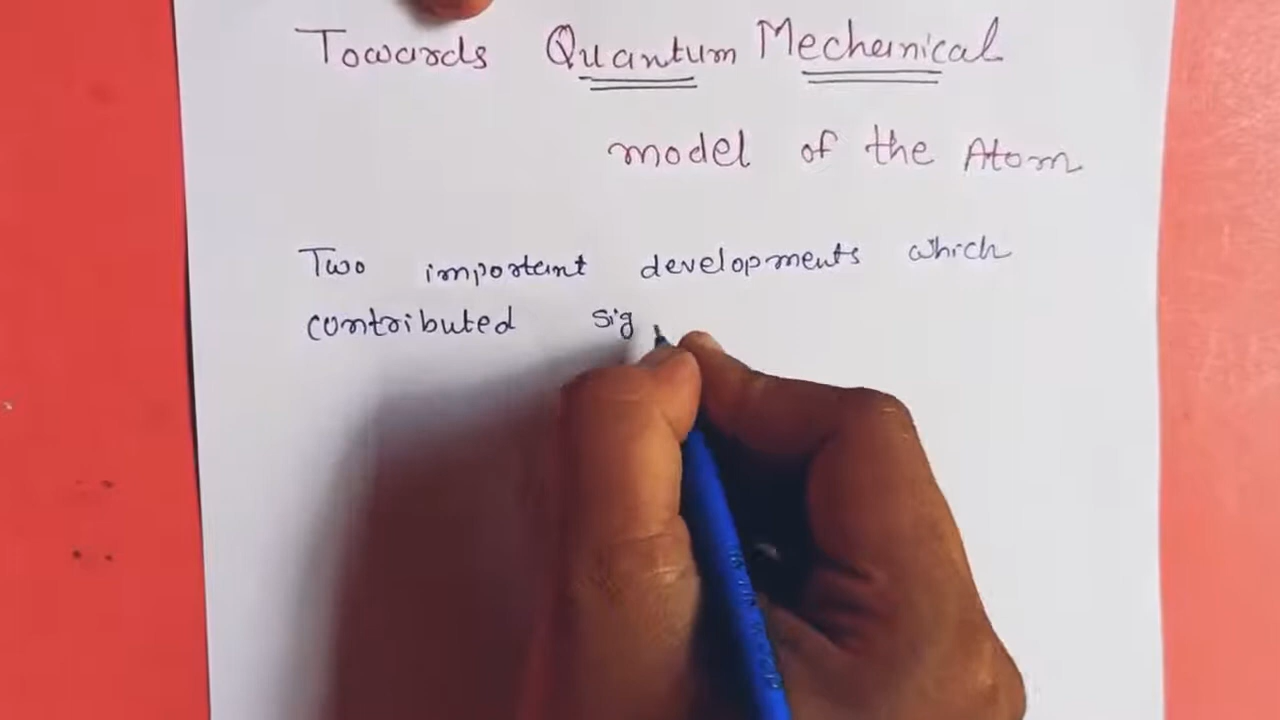 Towards Quantum Mechanical
model of the Atom
Two important developments which
contributed sig